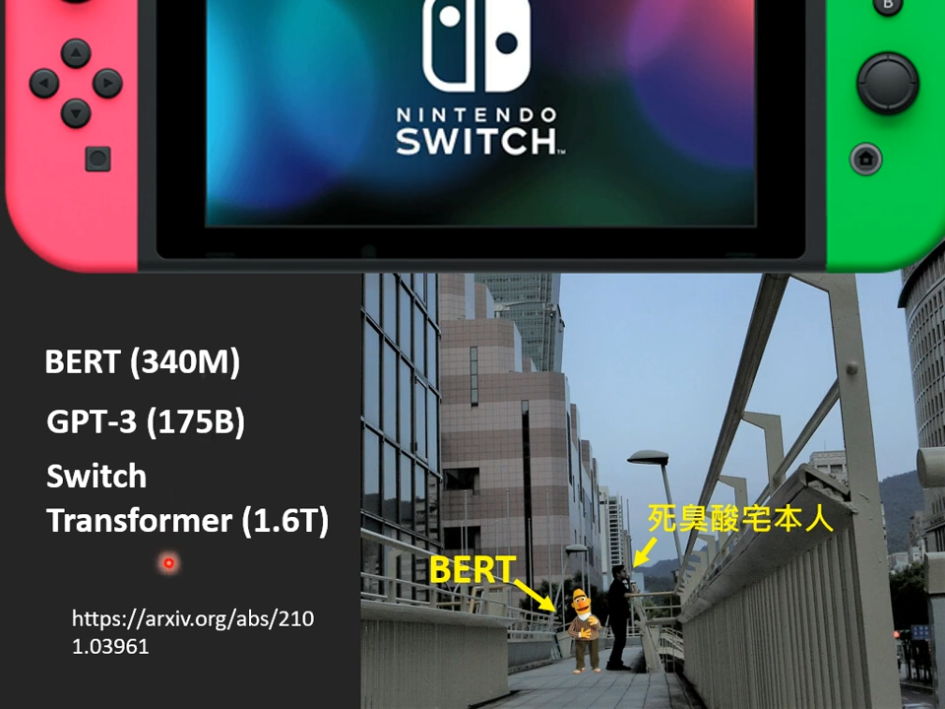 B
NINTENDO
SWITCH™
BERT (340M)
GPT-3 (175B)
Switch
Transformer (1.6T)
死臭酸宅本人
BERT
https://arxiv.org/abs/210
1.03961